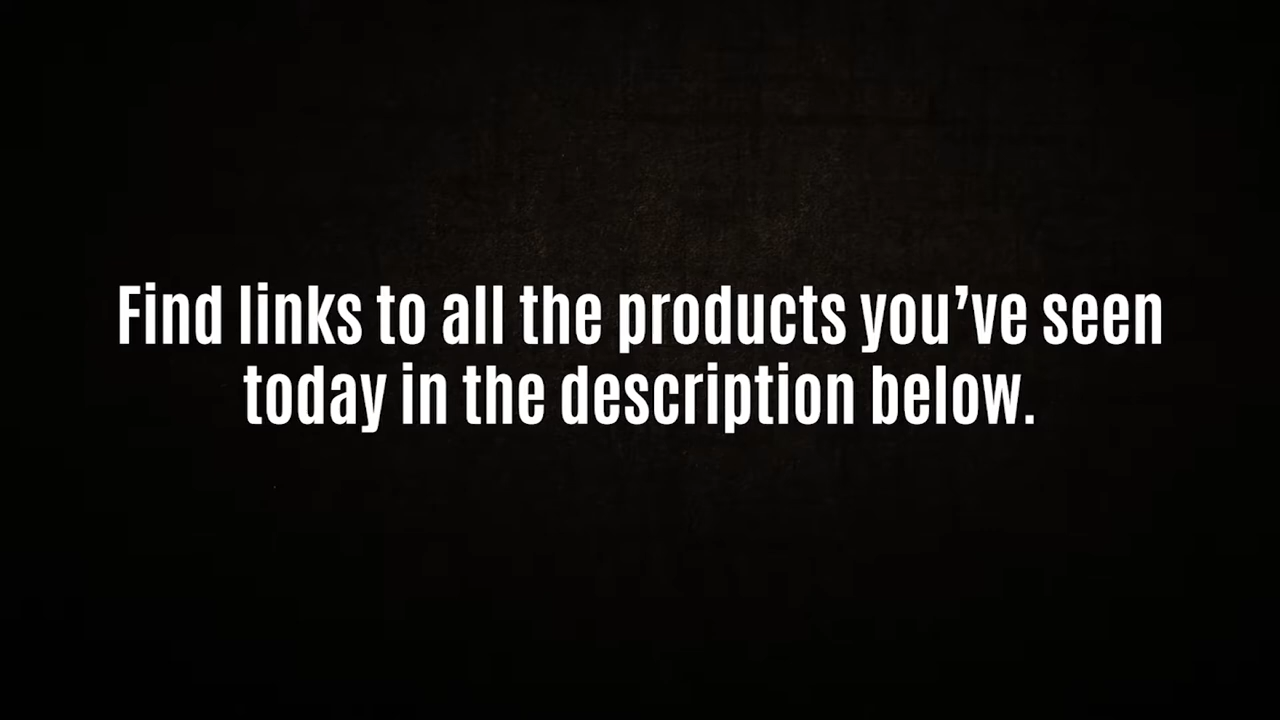 Find links to all the products you’ve seen
today in the description below.